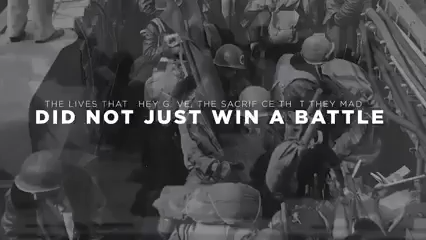 THE LIVES THAT HEY G VE, THE SACRIF CE TH T THEY MAD
DID NOT JUST WIN A BATTLE